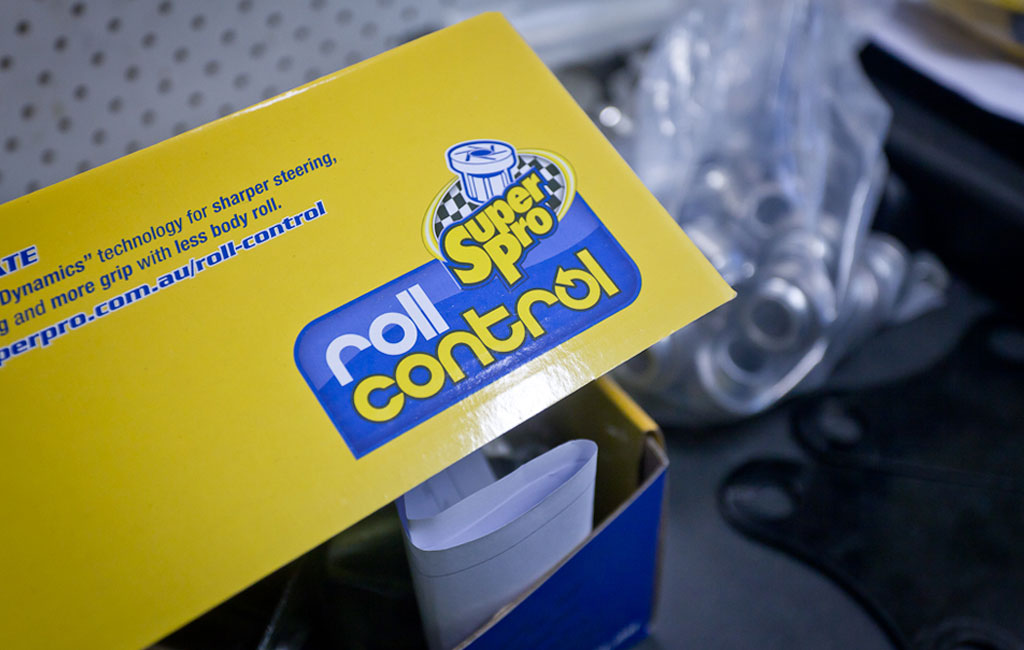 ATE
Dynamics” technology for sharper steering,
g and more grip with less body roll.
perpro.com.au/roll-control
Super
Pro
roll
control